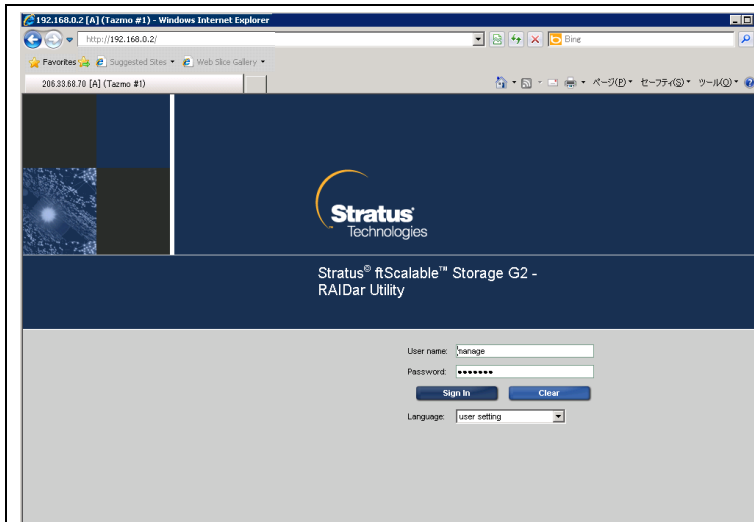 192.168.0.2 [A] (Tazmo #1) - Windows Internet Explorer
http://192.168.0.2/
Bing
Favorites
Suggested Sites
Web Slice Gallery
206.33.68.70 [A] (Tazmo #1)
ページ(P)
セーフティ(S)
ツール(O)
Stratus
Technologies
Stratus® ftScalable™ Storage G2 -
RAIDar Utility
User name: manage
Password: •••••••
Sign In
Clear
Language: user setting